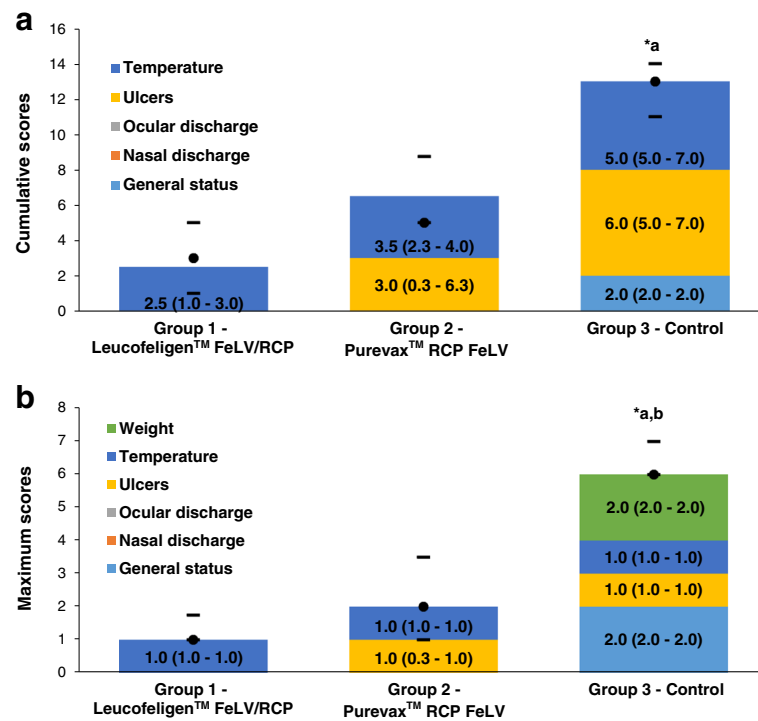 a
*a
Cumulative scores
16
14
12
10
8
6
4
2
0
Temperature
Ulcers
Ocular discharge
Nasal discharge
General status
2.5 (1.0 - 3.0)
3.5 (2.3 - 4.0)
3.0 (0.3 - 6.3)
5.0 (5.0 - 7.0)
6.0 (5.0 - 7.0)
2.0 (2.0 - 2.0)
Group 1 -
Leucofeligen™ FeLV/RCP
Group 2 -
Purevax™ RCP FeLV
Group 3 - Control
b
*a,b
Maximum scores
8
7
6
5
4
3
2
1
0
Weight
Temperature
Ulcers
Ocular discharge
Nasal discharge
General status
1.0 (1.0 - 1.0)
1.0 (1.0 - 1.0)
1.0 (0.3 - 1.0)
2.0 (2.0 - 2.0)
1.0 (1.0 - 1.0)
1.0 (1.0 - 1.0)
2.0 (2.0 - 2.0)
Group 1 -
Leucofeligen™ FeLV/RCP
Group 2 -
Purevax™ RCP FeLV
Group 3 - Control